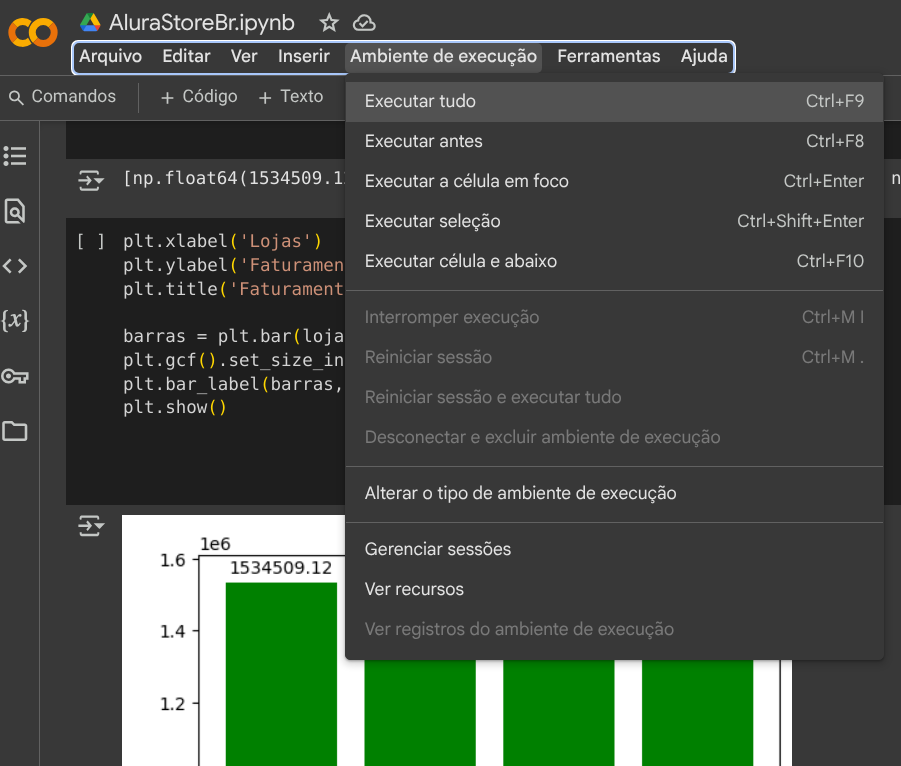 AluraStoreBr.ipynb
Arquivo Editar Ver Inserir Ambiente de execução Ferramentas Ajuda
Comandos + Código + Texto
Executar tudo Ctrl+F9
Executar antes Ctrl+F8
Executar a célula em foco Ctrl+Enter
Executar seleção Ctrl+Shift+Enter
Executar célula e abaixo Ctrl+F10
Interromper execução Ctrl+M I
Reiniciar sessão Ctrl+M .
Reiniciar sessão e executar tudo
Desconectar e excluir ambiente de execução
Alterar o tipo de ambiente de execução
Gerenciar sessões
Ver recursos
Ver registros do ambiente de execução
[np.float64(1534509.1
[ ] plt.xlabel('Lojas')
plt.ylabel('Faturamen
plt.title('Faturament
barras = plt.bar(loja
plt.gcf().set_size_in
plt.bar_label(barras,
plt.show()
1e6
1.6
1534509.12
1.4
1.2